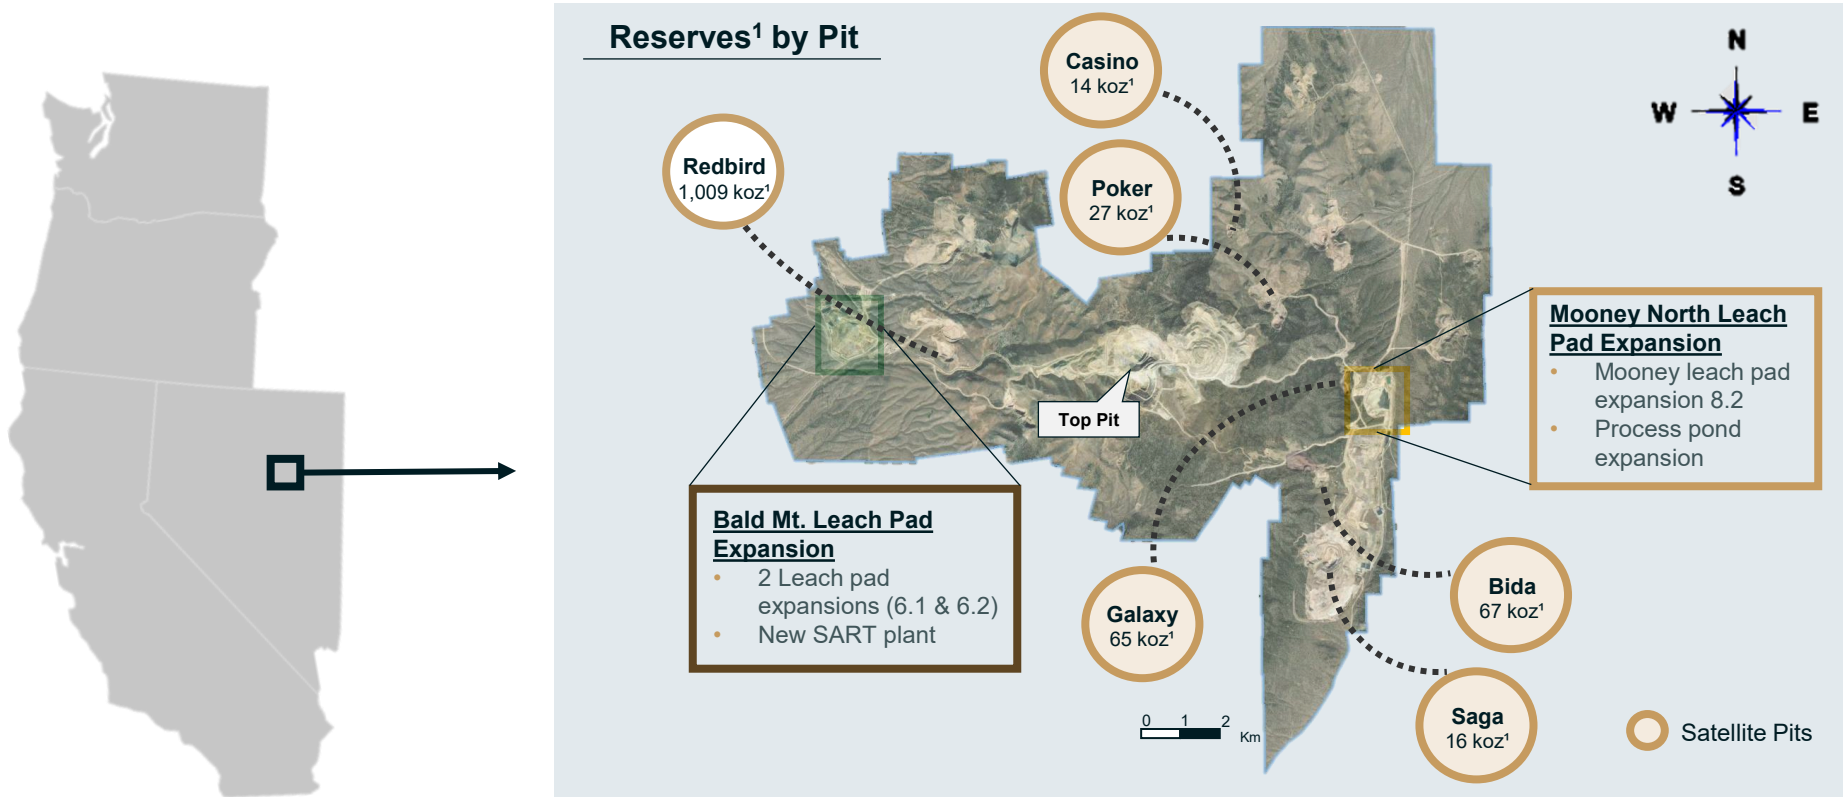 Reserves¹ by Pit
Casino
14 koz¹
N
W E
S
Redbird
1,009 koz¹
Poker
27 koz¹
Mooney North Leach
Pad Expansion
• Mooney leach pad
expansion 8.2
• Process pond
expansion
Top Pit
Bald Mt. Leach Pad
Expansion
• 2 Leach pad
expansions (6.1 & 6.2)
• New SART plant
Galaxy
65 koz¹
Bida
67 koz¹
Saga
16 koz¹
0 1 2
Km
Satellite Pits